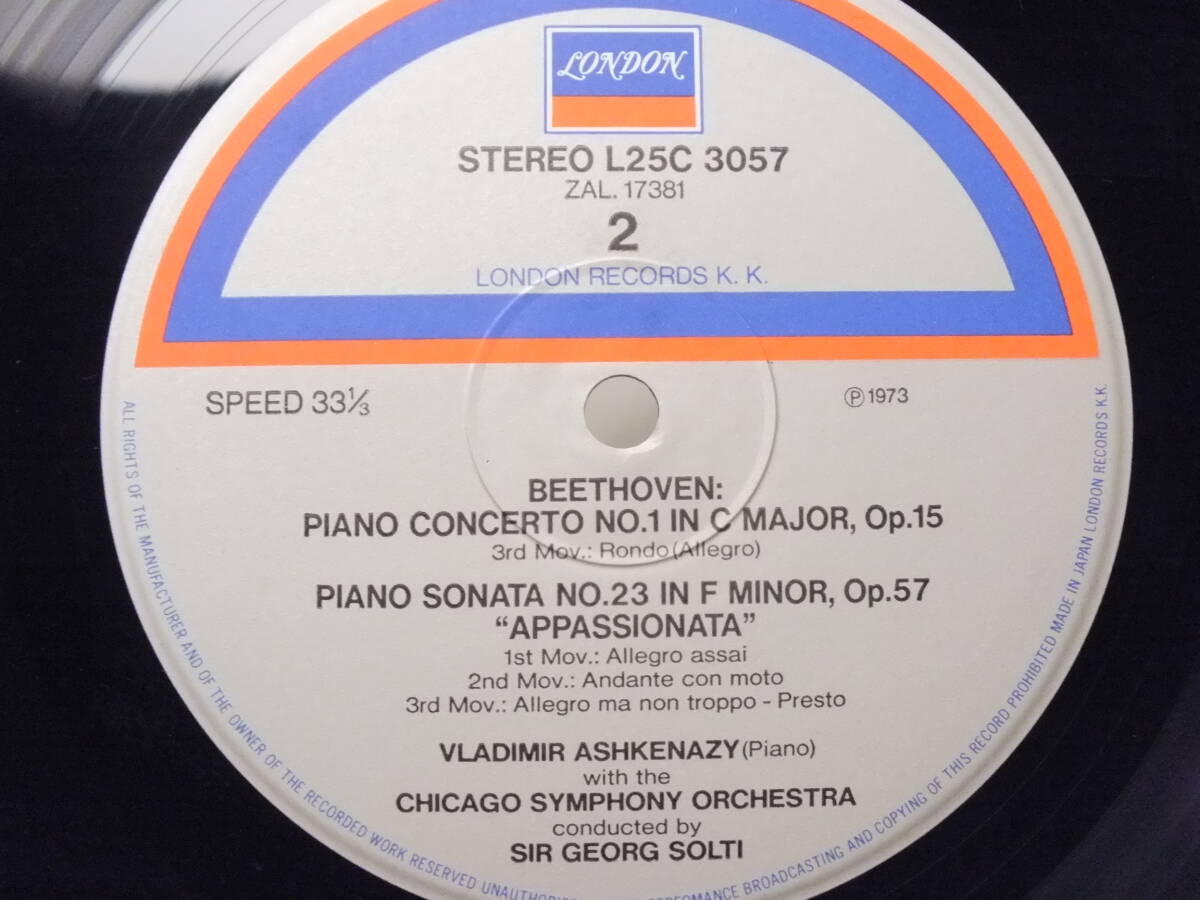 LONDON
STEREO L25C 3057
ZAL. 17381
2
LONDON RECORDS K. K.
SPEED 33⅓
Ⓟ 1973
BEETHOVEN:
PIANO CONCERTO NO.1 IN C MAJOR, Op.15
3rd Mov.: Rondo (Allegro)
PIANO SONATA NO.23 IN F MINOR, Op.57
“APPASSIONATA”
1st Mov.: Allegro assai
2nd Mov.: Andante con moto
3rd Mov.: Allegro ma non troppo - Presto
VLADIMIR ASHKENAZY (Piano)
with the
CHICAGO SYMPHONY ORCHESTRA
conducted by
SIR GEORG SOLTI
ALL RIGHTS OF THE MANUFACTURER AND OF THE OWNER OF THE RECORDED WORK RESERVED UNAUTHORIS PERFORMANCE BROADCASTING AND COPYING OF THIS RECORD PROHIBITED MADE IN JAPAN LONDON RECORDS K.K.